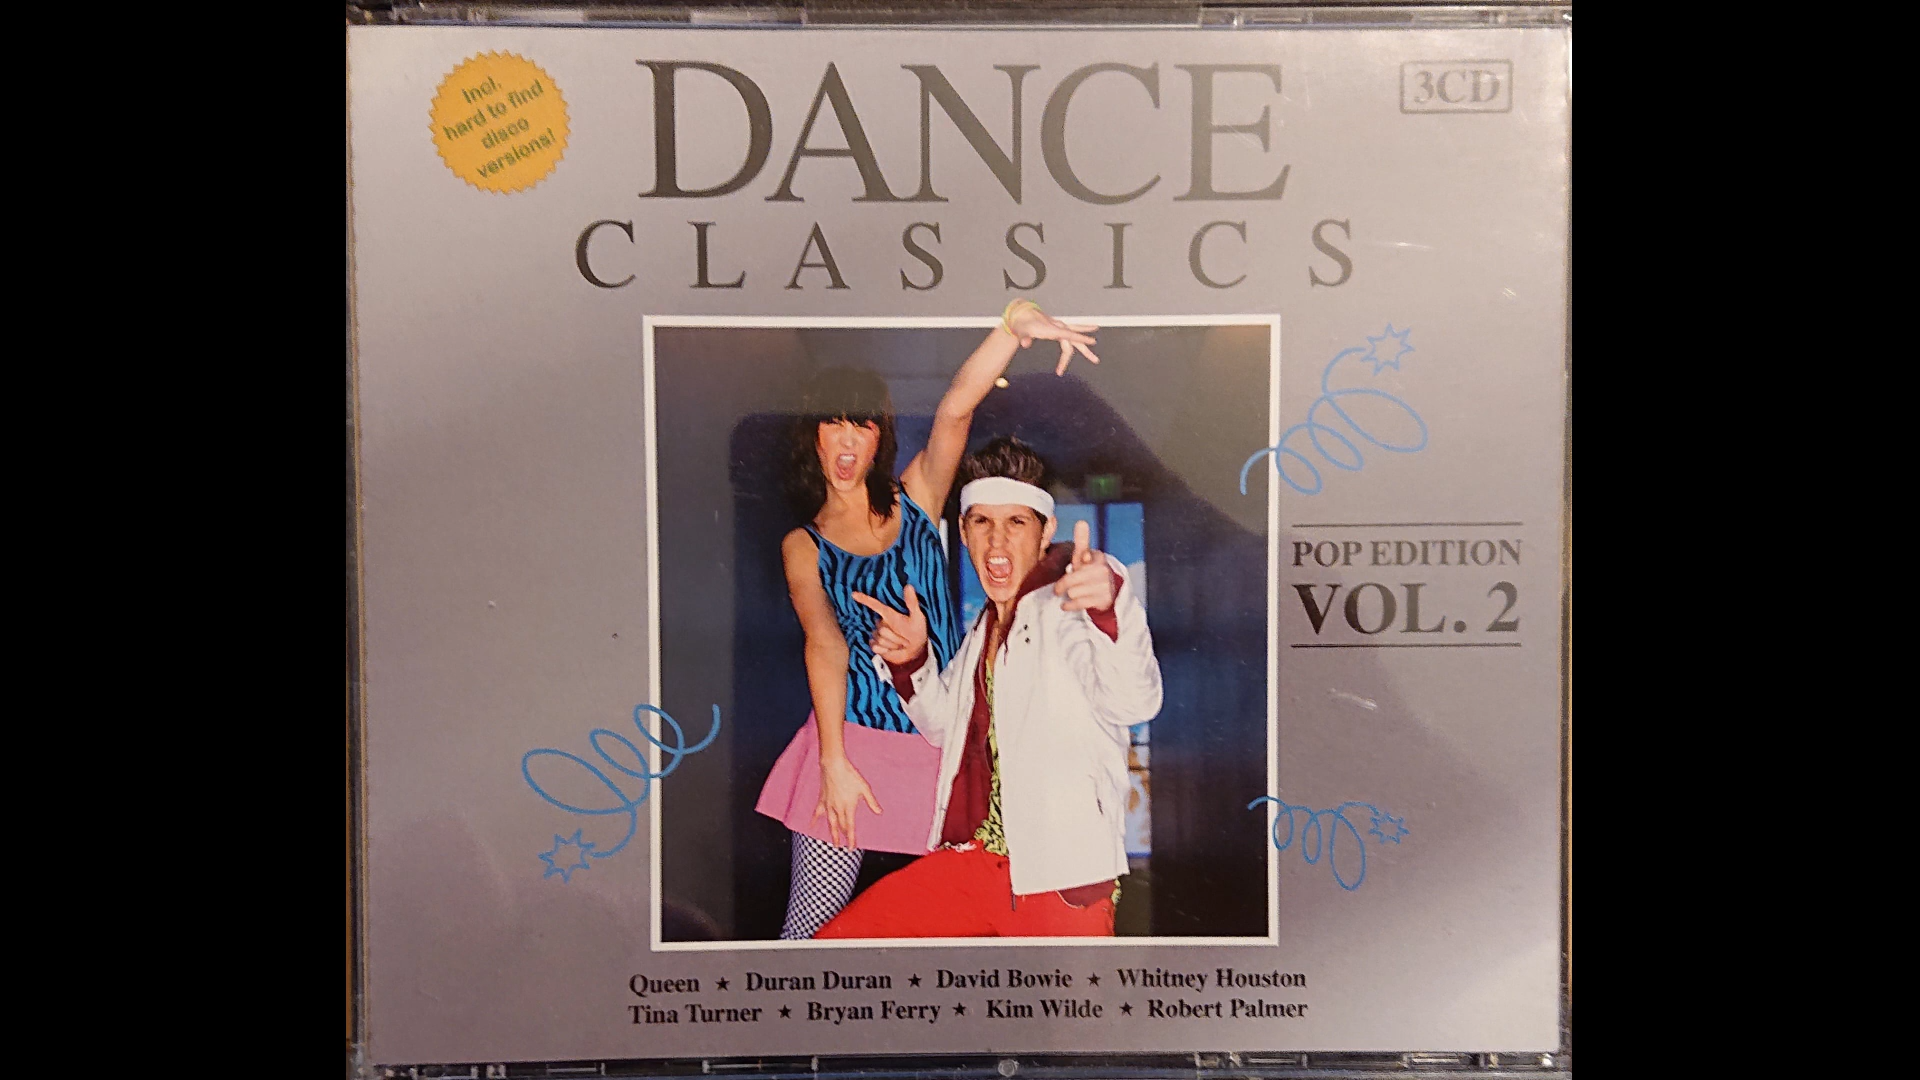 Incl.
hard to find
disco
versions!
DANCE
3CD
CLASSICS
POP EDITION
VOL. 2
Queen ★ Duran Duran ★ David Bowie ★ Whitney Houston
Tina Turner ★ Bryan Ferry ★ Kim Wilde ★ Robert Palmer